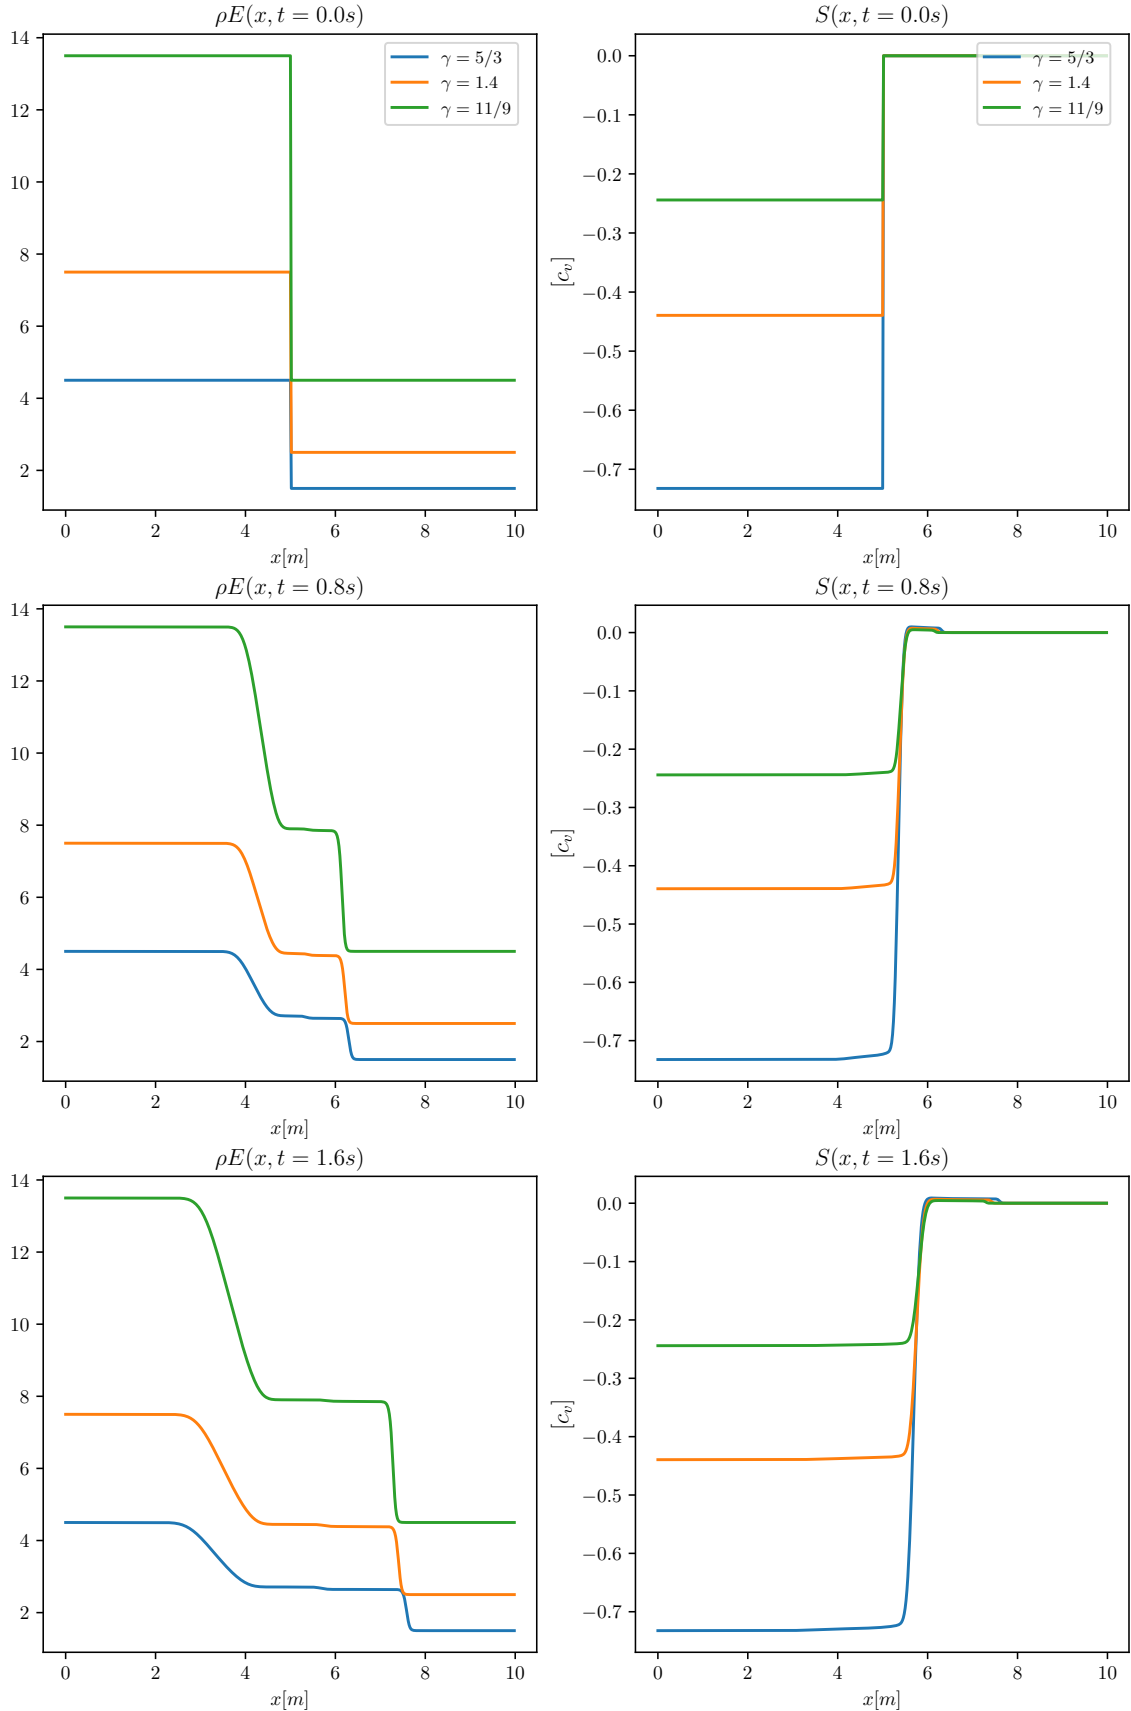 ρE(x, t = 0.0s)
14
12
10
8
6
4
2
γ = 5/3
γ = 1.4
γ = 11/9
0 2 4 6 8 10
x[m]
S(x, t = 0.0s)
[c_v]
0.0
−0.1
−0.2
−0.3
−0.4
−0.5
−0.6
−0.7
γ = 5/3
γ = 1.4
γ = 11/9
0 2 4 6 8 10
x[m]
ρE(x, t = 0.8s)
14
12
10
8
6
4
2
0 2 4 6 8 10
x[m]
S(x, t = 0.8s)
[c_v]
0.0
−0.1
−0.2
−0.3
−0.4
−0.5
−0.6
−0.7
0 2 4 6 8 10
x[m]
ρE(x, t = 1.6s)
14
12
10
8
6
4
2
0 2 4 6 8 10
x[m]
S(x, t = 1.6s)
[c_v]
0.0
−0.1
−0.2
−0.3
−0.4
−0.5
−0.6
−0.7
0 2 4 6 8 10
x[m]